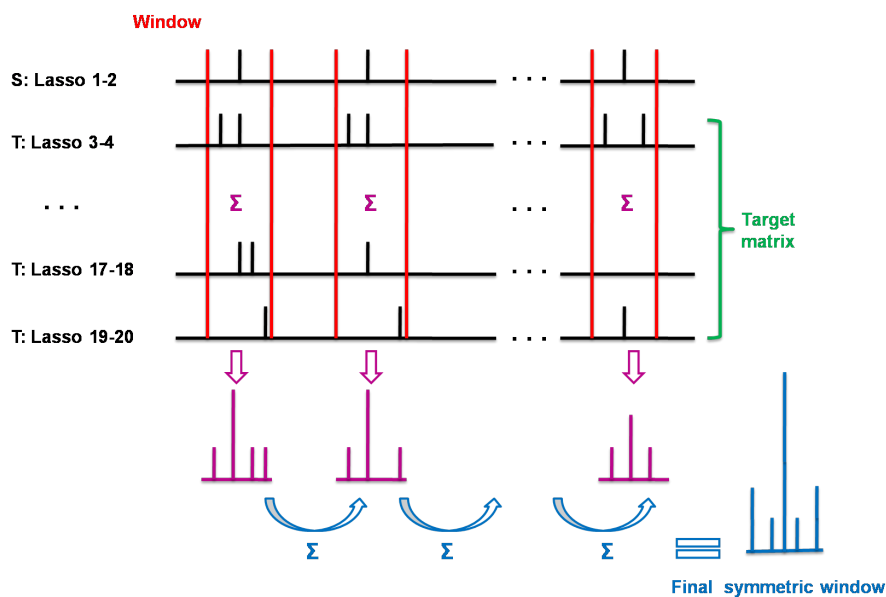 Window
S: Lasso 1-2
. . .
T: Lasso 3-4
. . .
. . .
Σ
Σ
. . .
Σ
Target
matrix
T: Lasso 17-18
. . .
T: Lasso 19-20
. . .
Σ
Σ
Σ
Final symmetric window